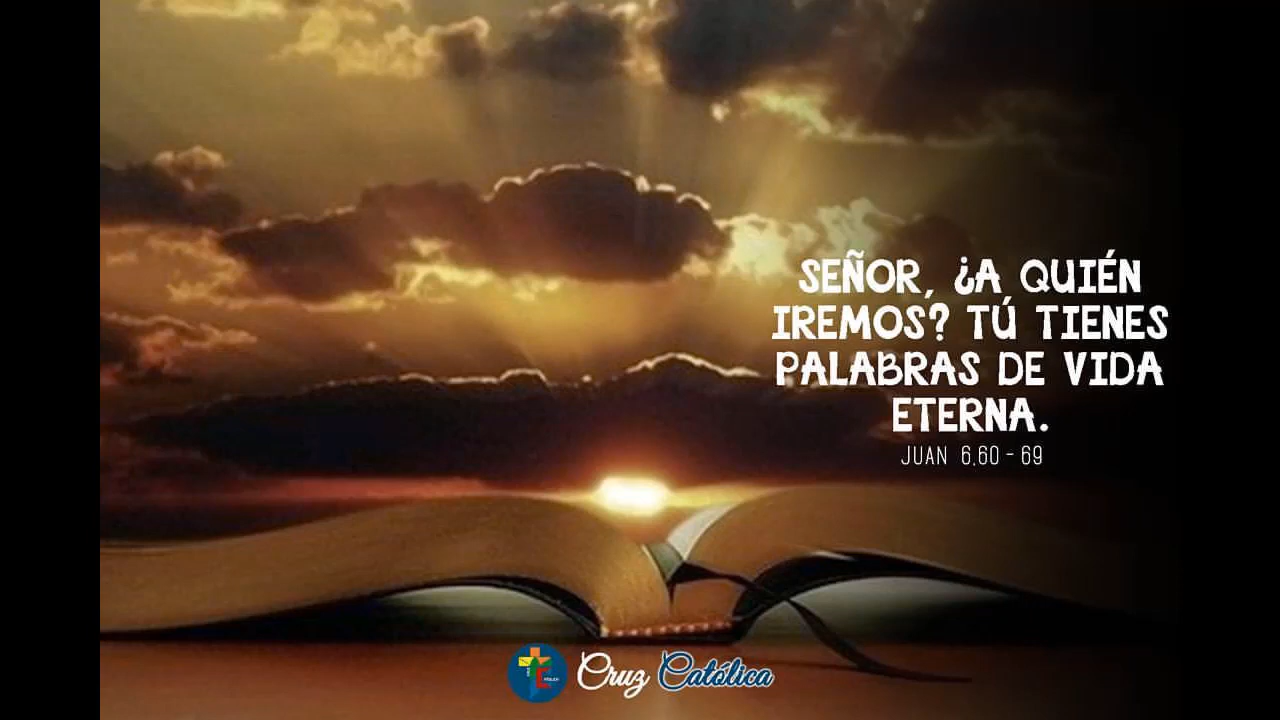 SEÑOR, ¿A QUIÉN
IREMOS? TÚ TIENES
PALABRAS DE VIDA
ETERNA.
JUAN 6,60 - 69
Cruz Católica